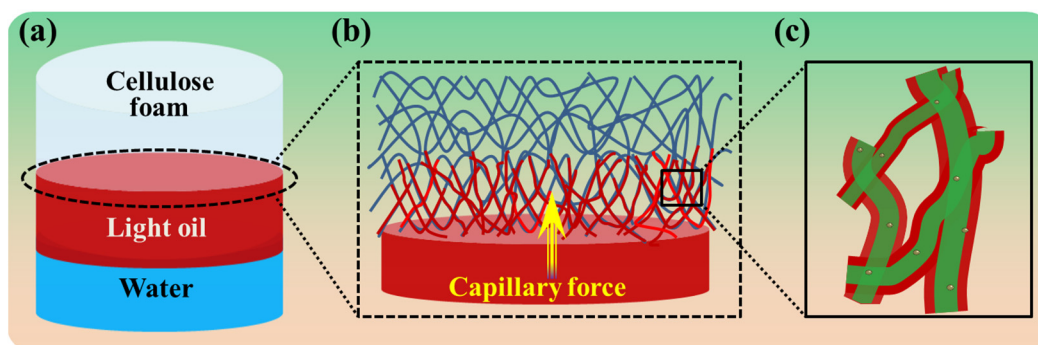 (a)
(b)
(c)
Cellulose
foam
Light oil
Water
Capillary force